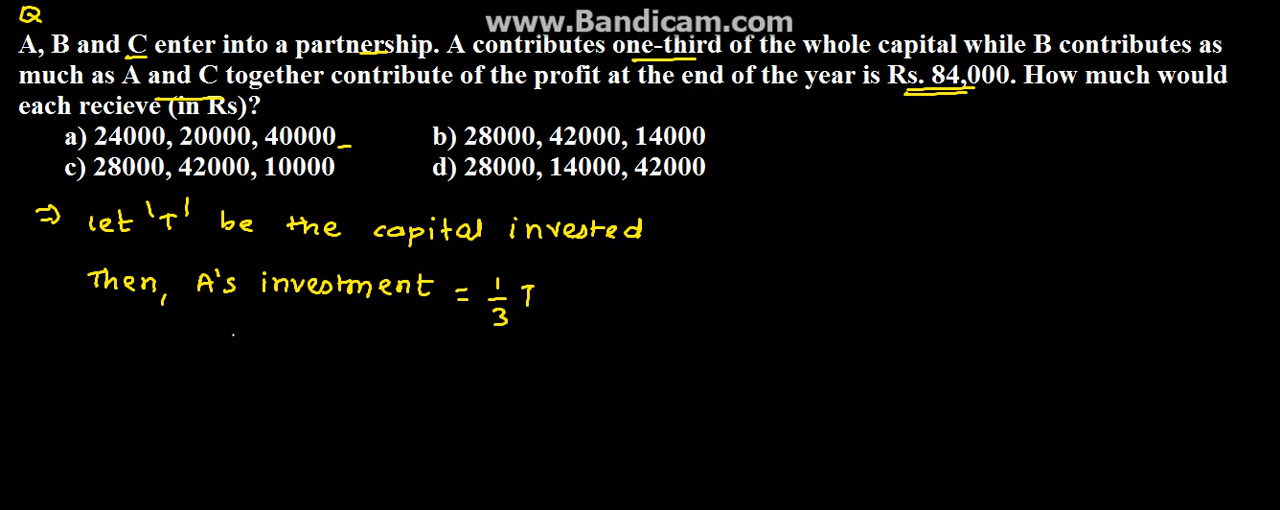 www.Bandicam.com
Q
A, B and C enter into a partnership. A contributes one-third of the whole capital while B contributes as
much as A and C together contribute of the profit at the end of the year is Rs. 84,000. How much would
each recieve (in Rs)?
a) 24000, 20000, 40000 b) 28000, 42000, 14000
c) 28000, 42000, 10000 d) 28000, 14000, 42000
⇒ let 'T' be the capital invested
Then, A's investment = 1/3 T